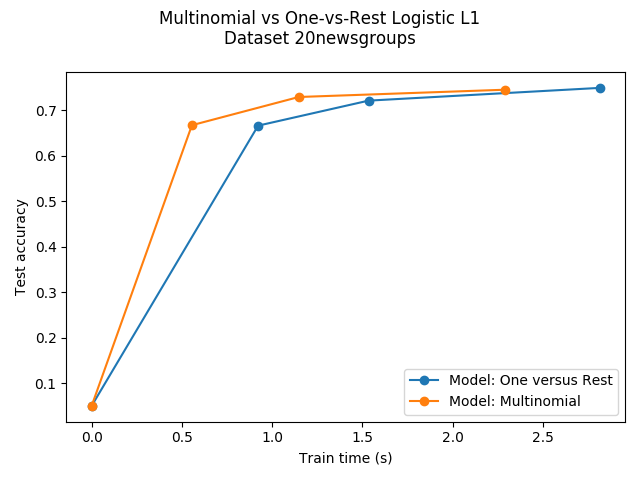 Multinomial vs One-vs-Rest Logistic L1
Dataset 20newsgroups
0.7
0.6
0.5
0.4
0.3
0.2
0.1
Test accuracy
Model: One versus Rest
Model: Multinomial
0.0 0.5 1.0 1.5 2.0 2.5
Train time (s)